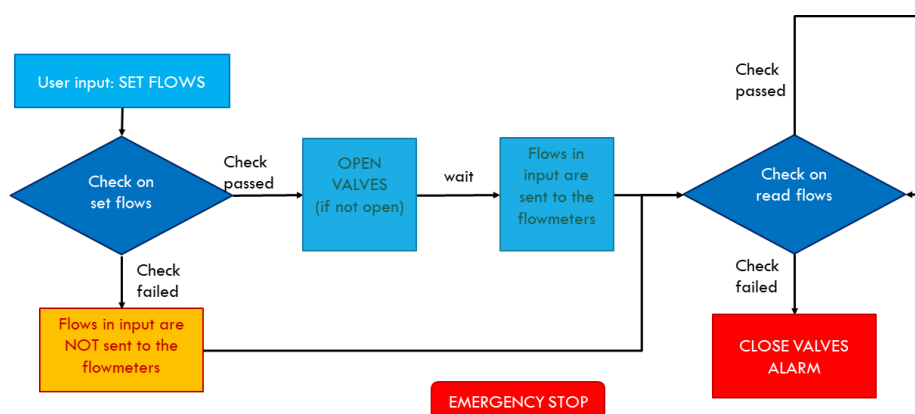 User input: SET FLOWS
Check on
set flows
Check
passed
OPEN
VALVES
(if not open)
wait
Flows in
input are
sent to the
flowmeters
Check
passed
Check on
read flows
Check
failed
Flows in input are
NOT sent to the
flowmeters
Check
failed
CLOSE VALVES
ALARM
EMERGENCY STOP